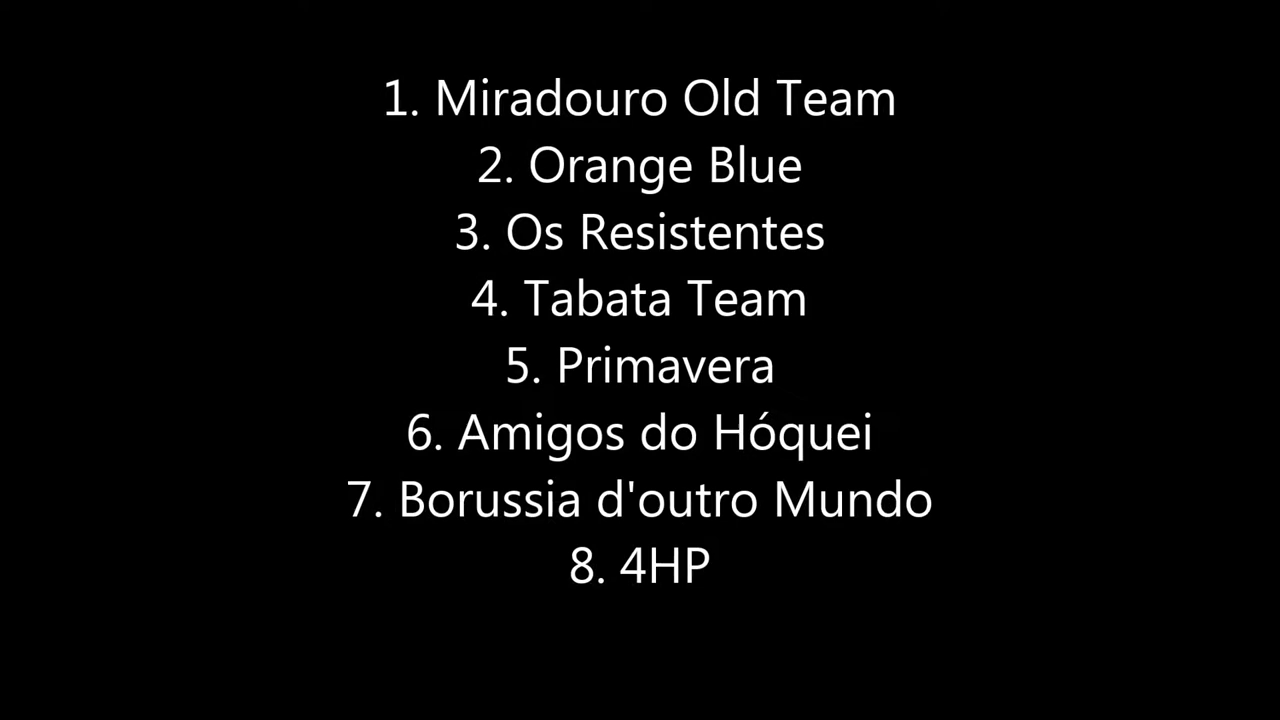 1. Miradouro Old Team
2. Orange Blue
3. Os Resistentes
4. Tabata Team
5. Primavera
6. Amigos do Hóquei
7. Borussia d'outro Mundo
8. 4HP